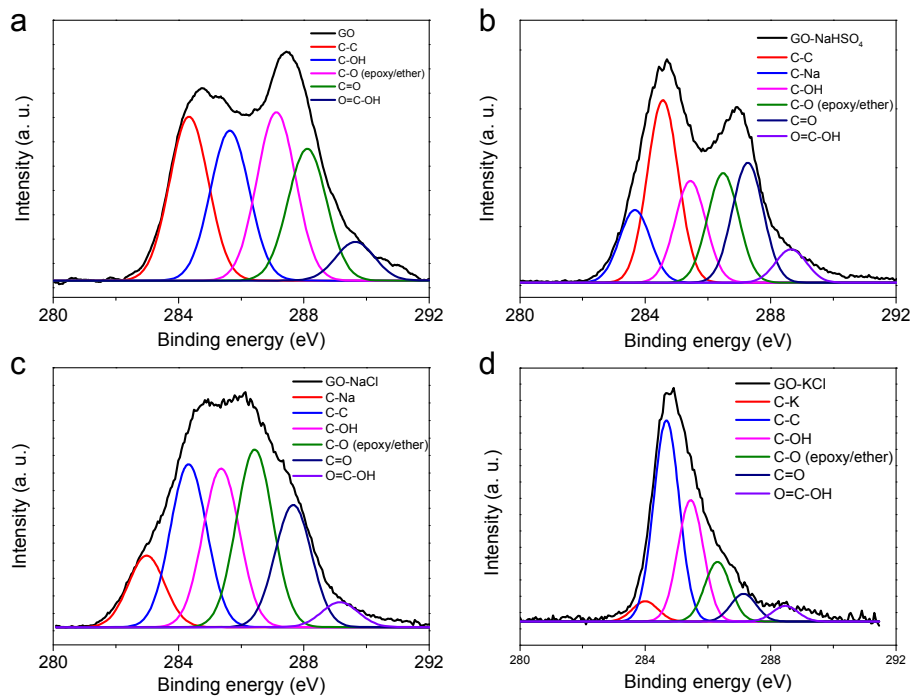 a
GO
C-C
C-OH
C-O (epoxy/ether)
C=O
O=C-OH
Intensity (a. u.)
280 284 288 292
Binding energy (eV)
b
GO-NaHSO₄
C-C
C-Na
C-OH
C-O (epoxy/ether)
C=O
O=C-OH
Intensity (a. u.)
280 284 288 292
Binding energy (eV)
c
GO-NaCl
C-Na
C-C
C-OH
C-O (epoxy/ether)
C=O
O=C-OH
Intensity (a. u.)
280 284 288 292
Binding energy (eV)
d
GO-KCl
C-K
C-C
C-OH
C-O (epoxy/ether)
C=O
O=C-OH
Intensity (a. u.)
280 284 288 292
Binding energy (eV)